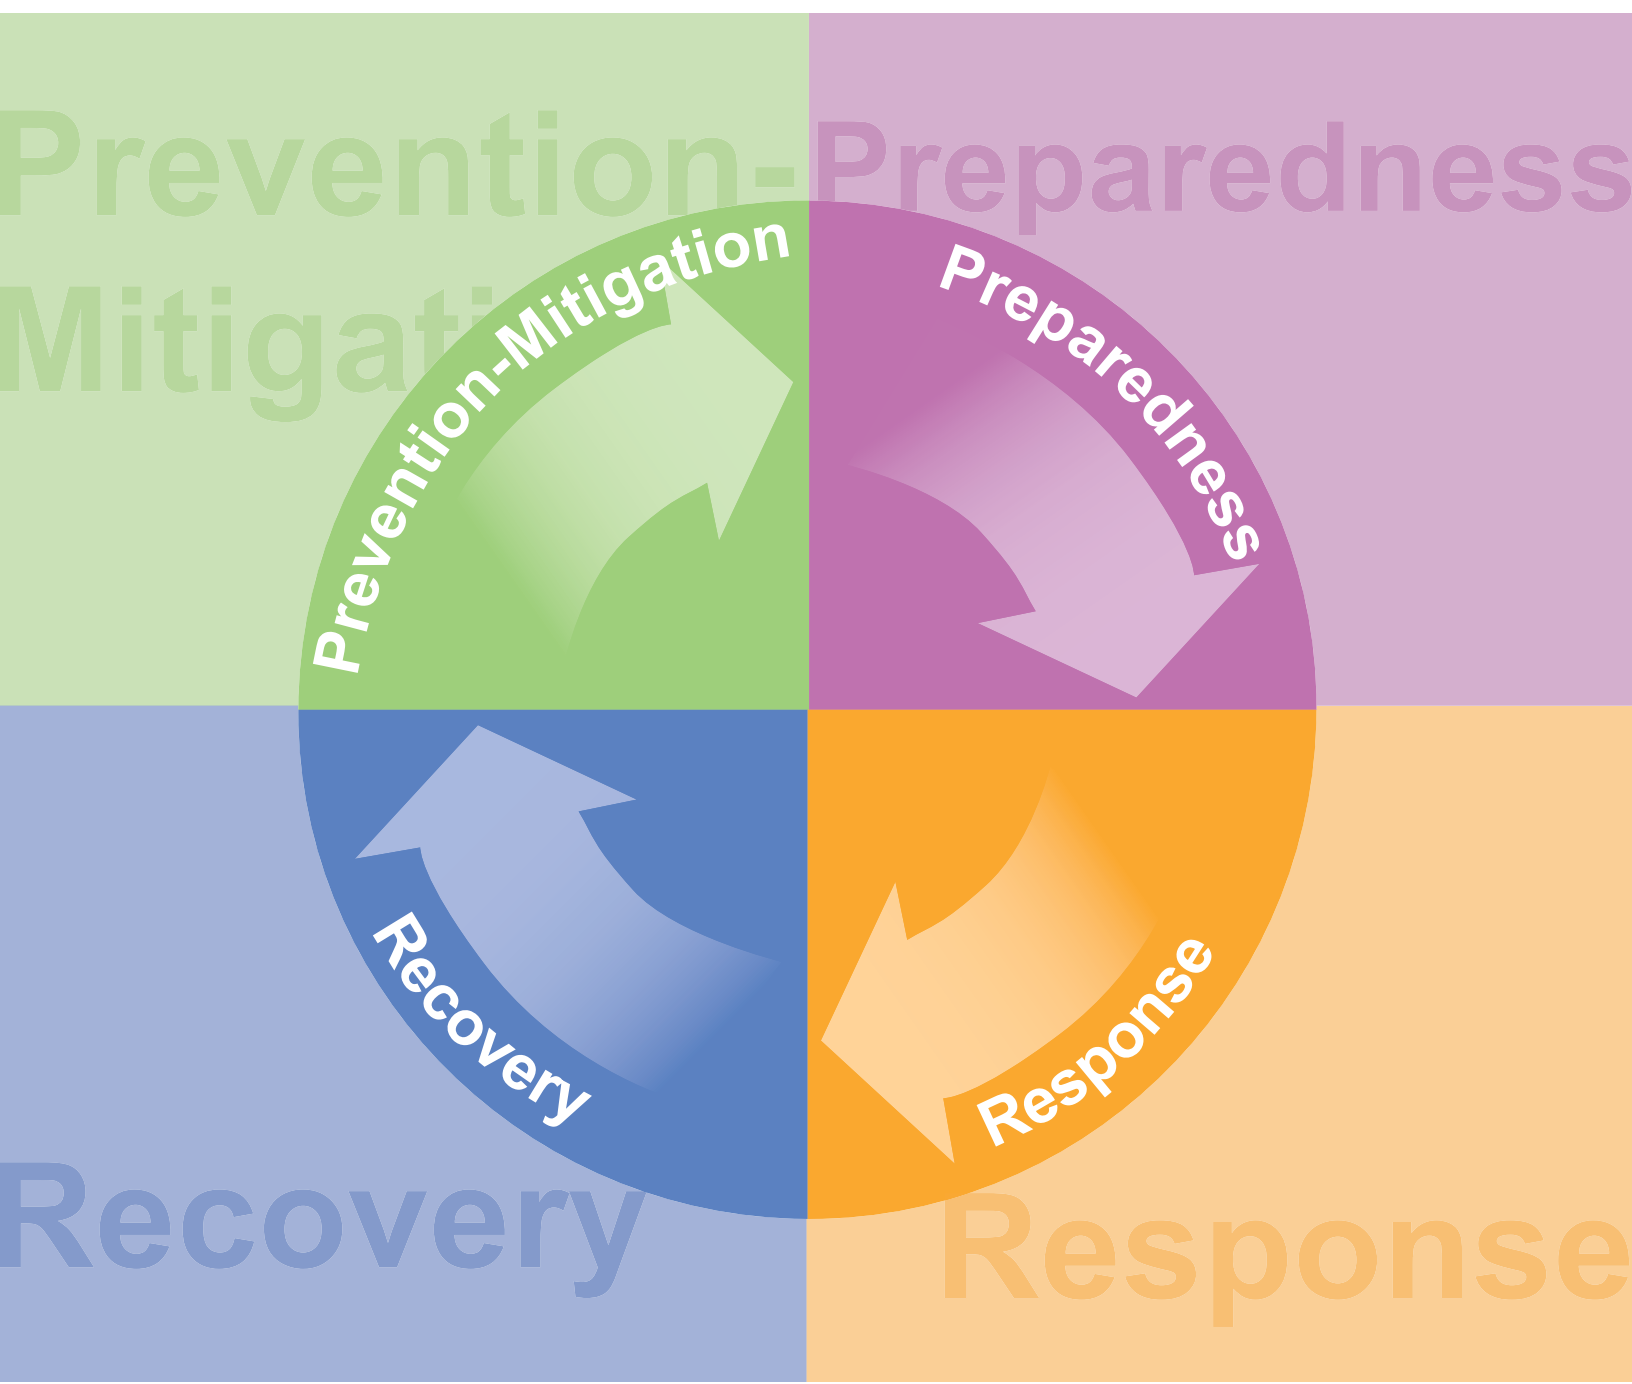 Prevention-
Mitigati
Preparedness
Prevention-Mitigation
Preparedness
Recovery
Response
Recovery
Response